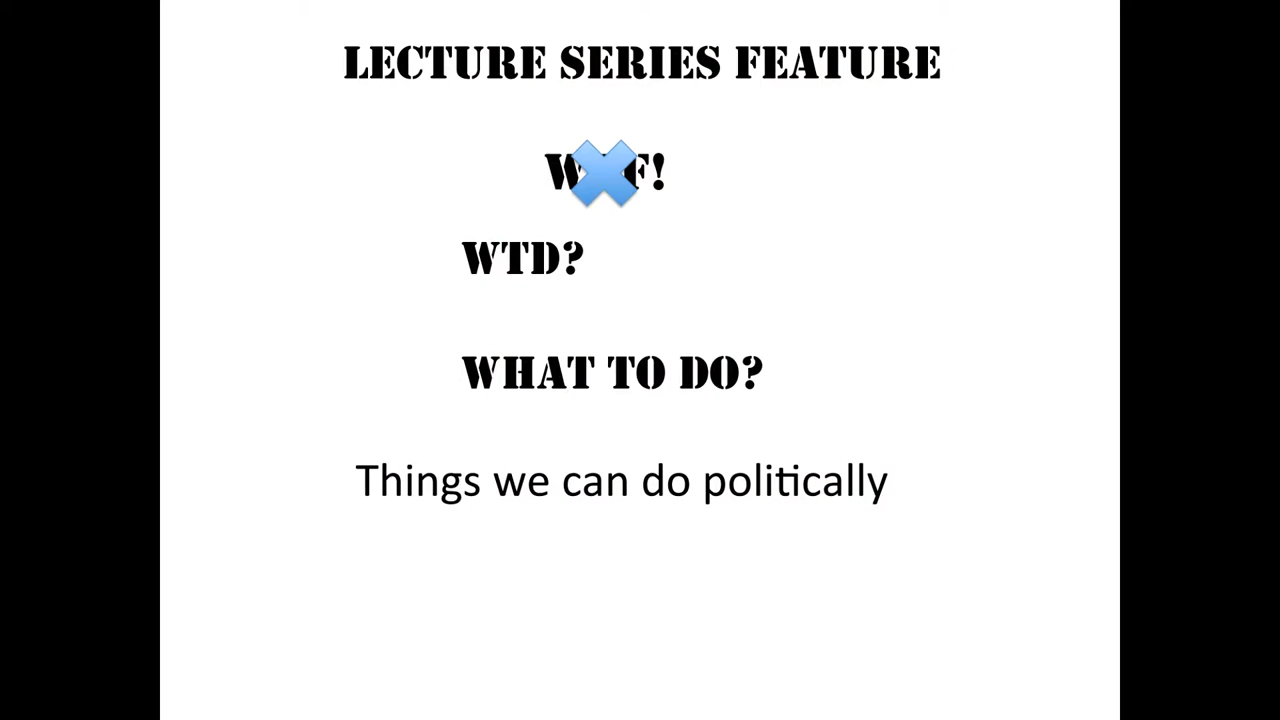 LECTURE SERIES FEATURE
WTD?
WHAT TO DO?
Things we can do politically